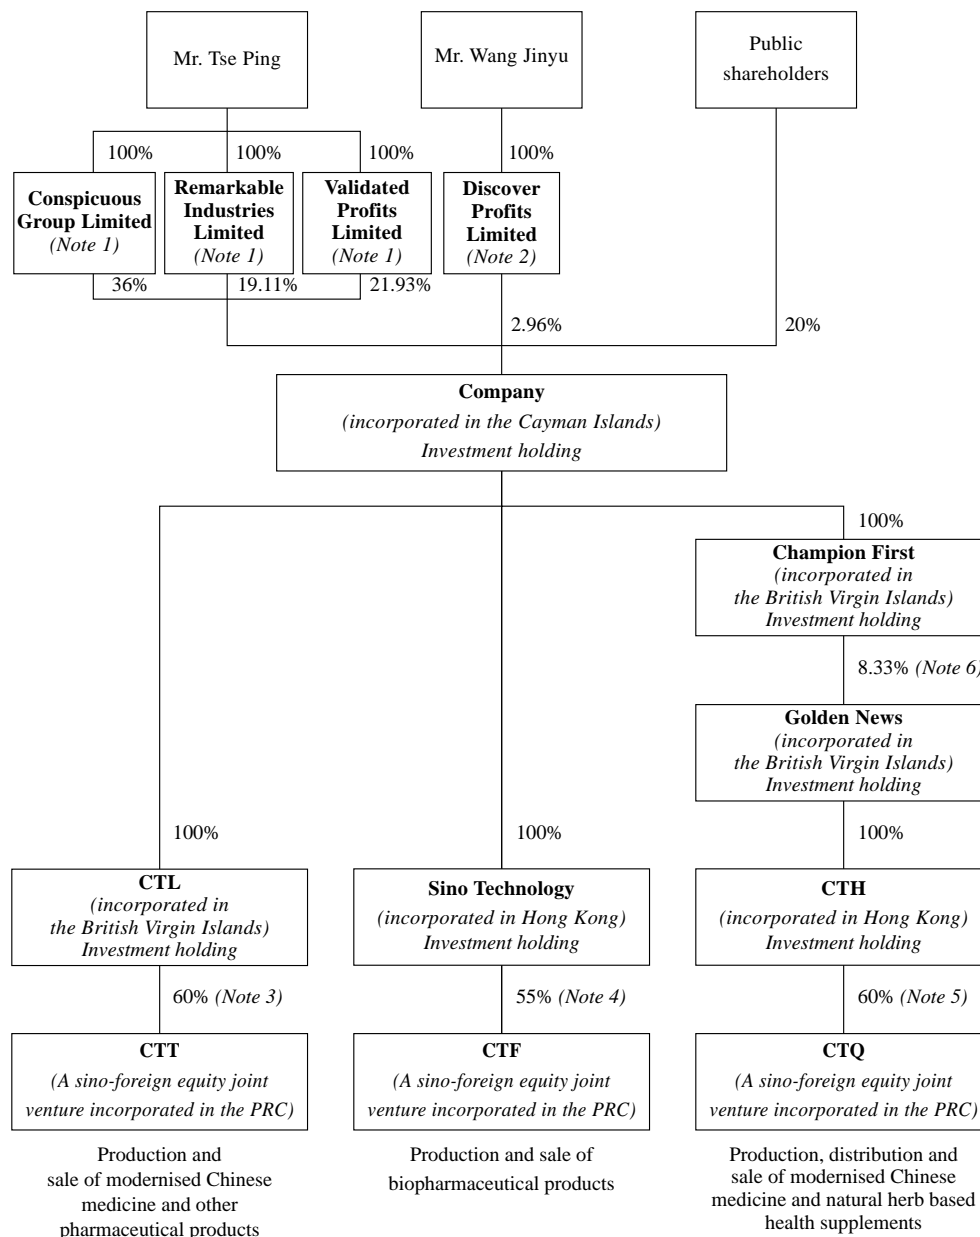 Mr. Tse Ping
Mr. Wang Jinyu
Public
shareholders
100%
100%
100%
100%
Conspicuous
Group Limited
(Note 1)
Remarkable
Industries
Limited
(Note 1)
Validated
Profits
Limited
(Note 1)
Discover
Profits
Limited
(Note 2)
36%
19.11%
21.93%
2.96%
20%
Company
(incorporated in the Cayman Islands)
Investment holding
100%
Champion First
(incorporated in
the British Virgin Islands)
Investment holding
8.33% (Note 6)
Golden News
(incorporated in
the British Virgin Islands)
Investment holding
100%
100%
100%
CTL
(incorporated in
the British Virgin Islands)
Investment holding
Sino Technology
(incorporated in Hong Kong)
Investment holding
CTH
(incorporated in Hong Kong)
Investment holding
60% (Note 3)
55% (Note 4)
60% (Note 5)
CTT
(A sino-foreign equity joint
venture incorporated in the PRC)
CTF
(A sino-foreign equity joint
venture incorporated in the PRC)
CTQ
(A sino-foreign equity joint
venture incorporated in the PRC)
Production and
sale of modernised Chinese
medicine and other
pharmaceutical products
Production and sale of
biopharmaceutical products
Production, distribution and
sale of modernised Chinese
medicine and natural herb based
health supplements